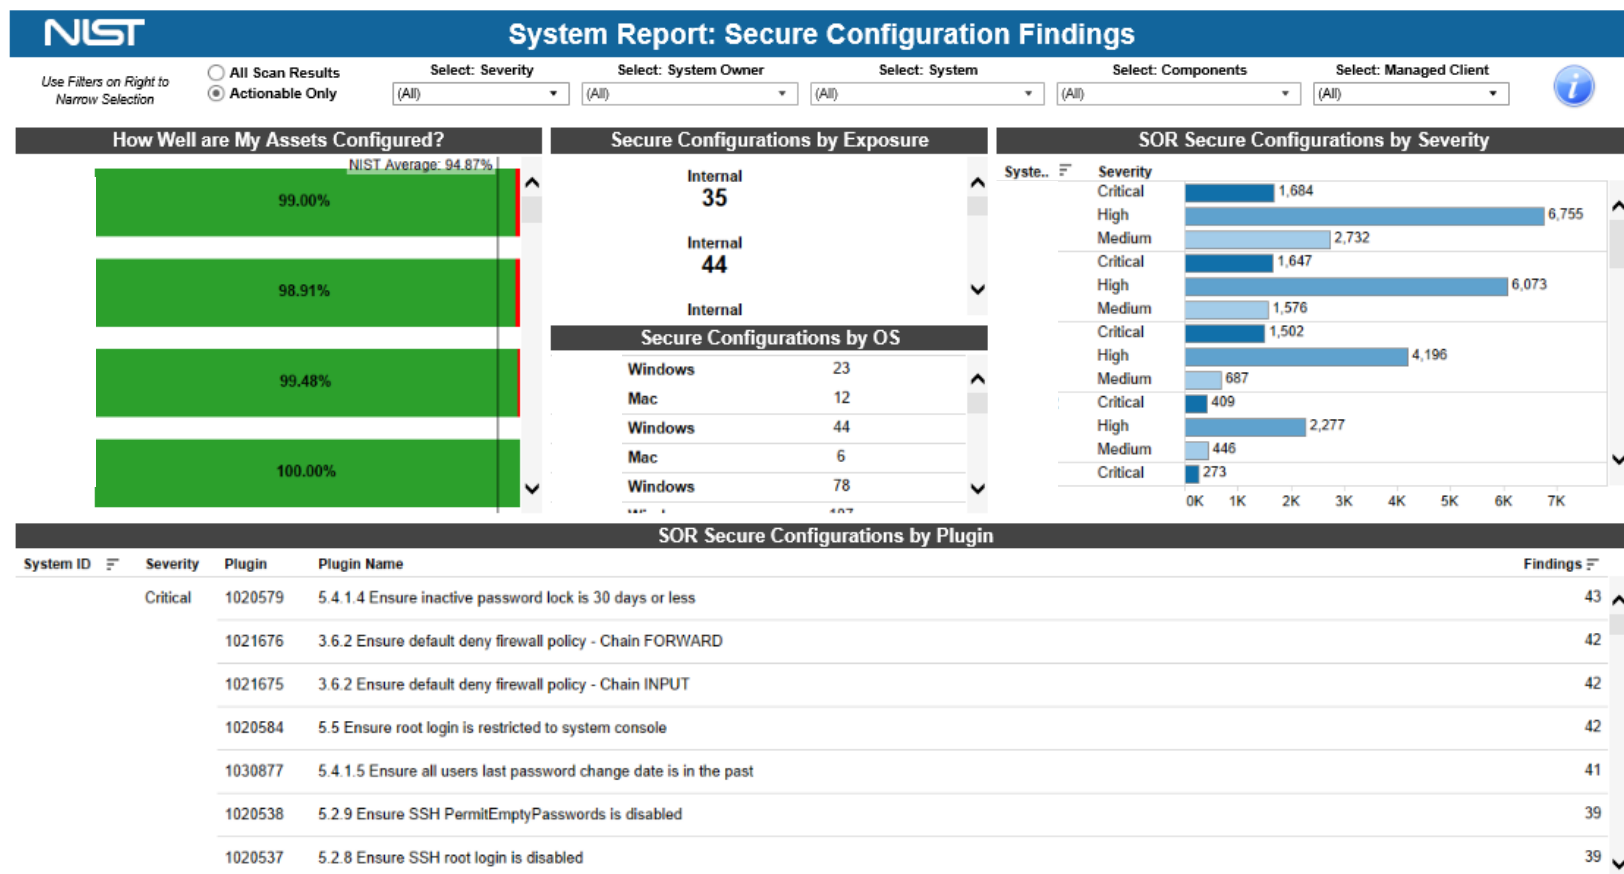 NIST
System Report: Secure Configuration Findings
Use Filters on Right to
Narrow Selection
All Scan Results
Actionable Only
Select: Severity
(All)
Select: System Owner
(All)
Select: System
(All)
Select: Components
(All)
Select: Managed Client
(All)
i
How Well are My Assets Configured?
NIST Average: 94.87%
99.00%
98.91%
99.48%
100.00%
Secure Configurations by Exposure
Internal
35
Internal
44
Internal
Secure Configurations by OS
Windows 23
Mac 12
Windows 44
Mac 6
Windows 78
SOR Secure Configurations by Severity
Syste.. Severity
Critical 1,684
High 6,755
Medium 2,732
Critical 1,647
High 6,073
Medium 1,576
Critical 1,502
High 4,196
Medium 687
Critical 409
High 2,277
Medium 446
Critical 273
0K 1K 2K 3K 4K 5K 6K 7K
SOR Secure Configurations by Plugin
System ID Severity Plugin Plugin Name Findings
Critical 1020579 5.4.1.4 Ensure inactive password lock is 30 days or less 43
1021676 3.6.2 Ensure default deny firewall policy - Chain FORWARD 42
1021675 3.6.2 Ensure default deny firewall policy - Chain INPUT 42
1020584 5.5 Ensure root login is restricted to system console 42
1030877 5.4.1.5 Ensure all users last password change date is in the past 41
1020538 5.2.9 Ensure SSH PermitEmptyPasswords is disabled 39
1020537 5.2.8 Ensure SSH root login is disabled 39